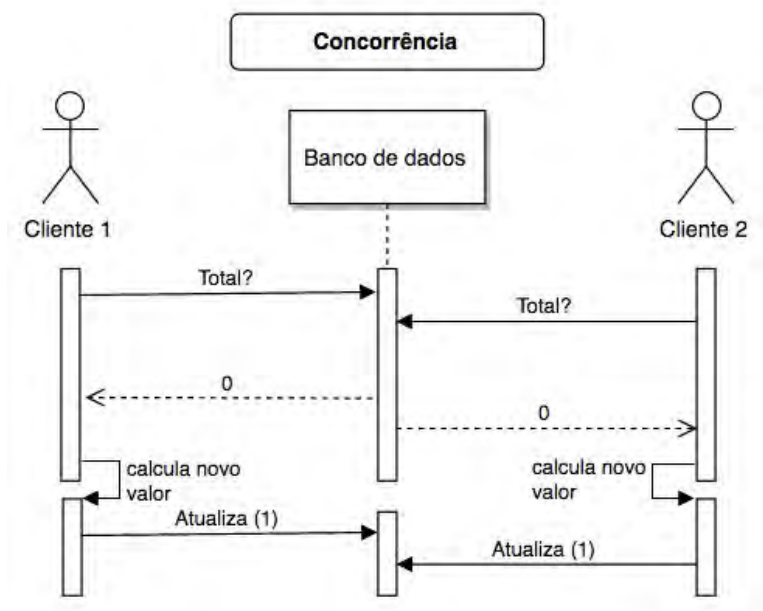 Concorrência
Banco de dados
Cliente 1
Cliente 2
Total?
Total?
0
0
calcula novo
valor
calcula novo
valor
Atualiza (1)
Atualiza (1)